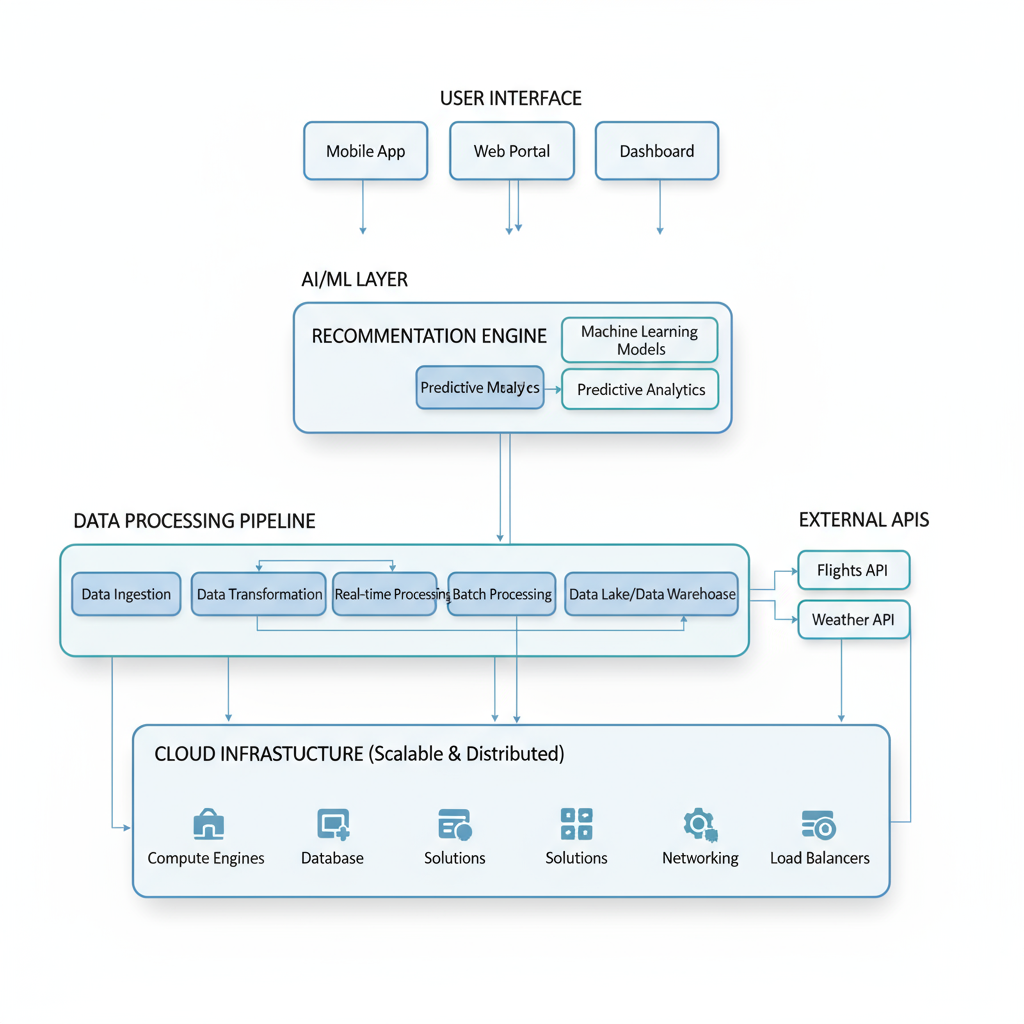 USER INTERFACE
Mobile App
Web Portal
Dashboard
AI/ML LAYER
RECOMMENTATION ENGINE
Machine Learning
Models
Predictive
Predictive Analytics
DATA PROCESSING PIPELINE
EXTERNAL APIS
Data Ingestion
Data Transformation
Real-time Processing
Batch Processing
Data Lake/Data Warehoase
Flights API
Weather API
CLOUD INFRASTUCTURE (Scalable & Distributed)
Compute Engines
Database
Solutions
Solutions
Networking
Load Balancers